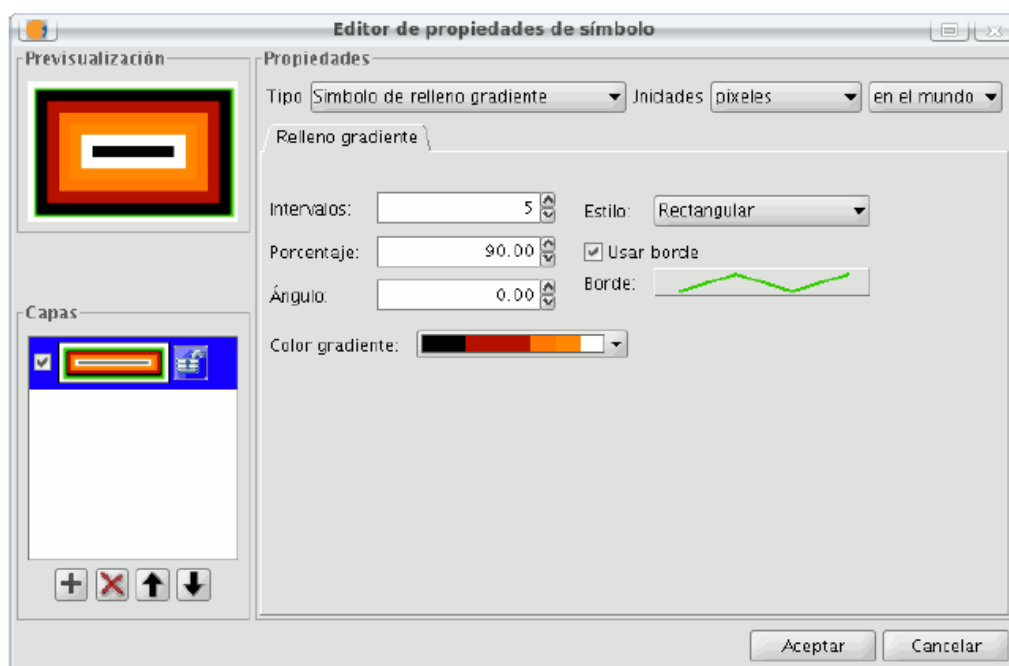 Editor de propiedades de símbolo
Previsualización
Propiedades
Tipo Símbolo de relleno gradiente Unidades píxeles en el mundo
Relleno gradiente
Intervalos: 5 Estilo: Rectangular
Porcentaje: 90.00 Usar borde
Ángulo: 0.00 Borde:
Color gradiente:
Capas
Aceptar Cancelar